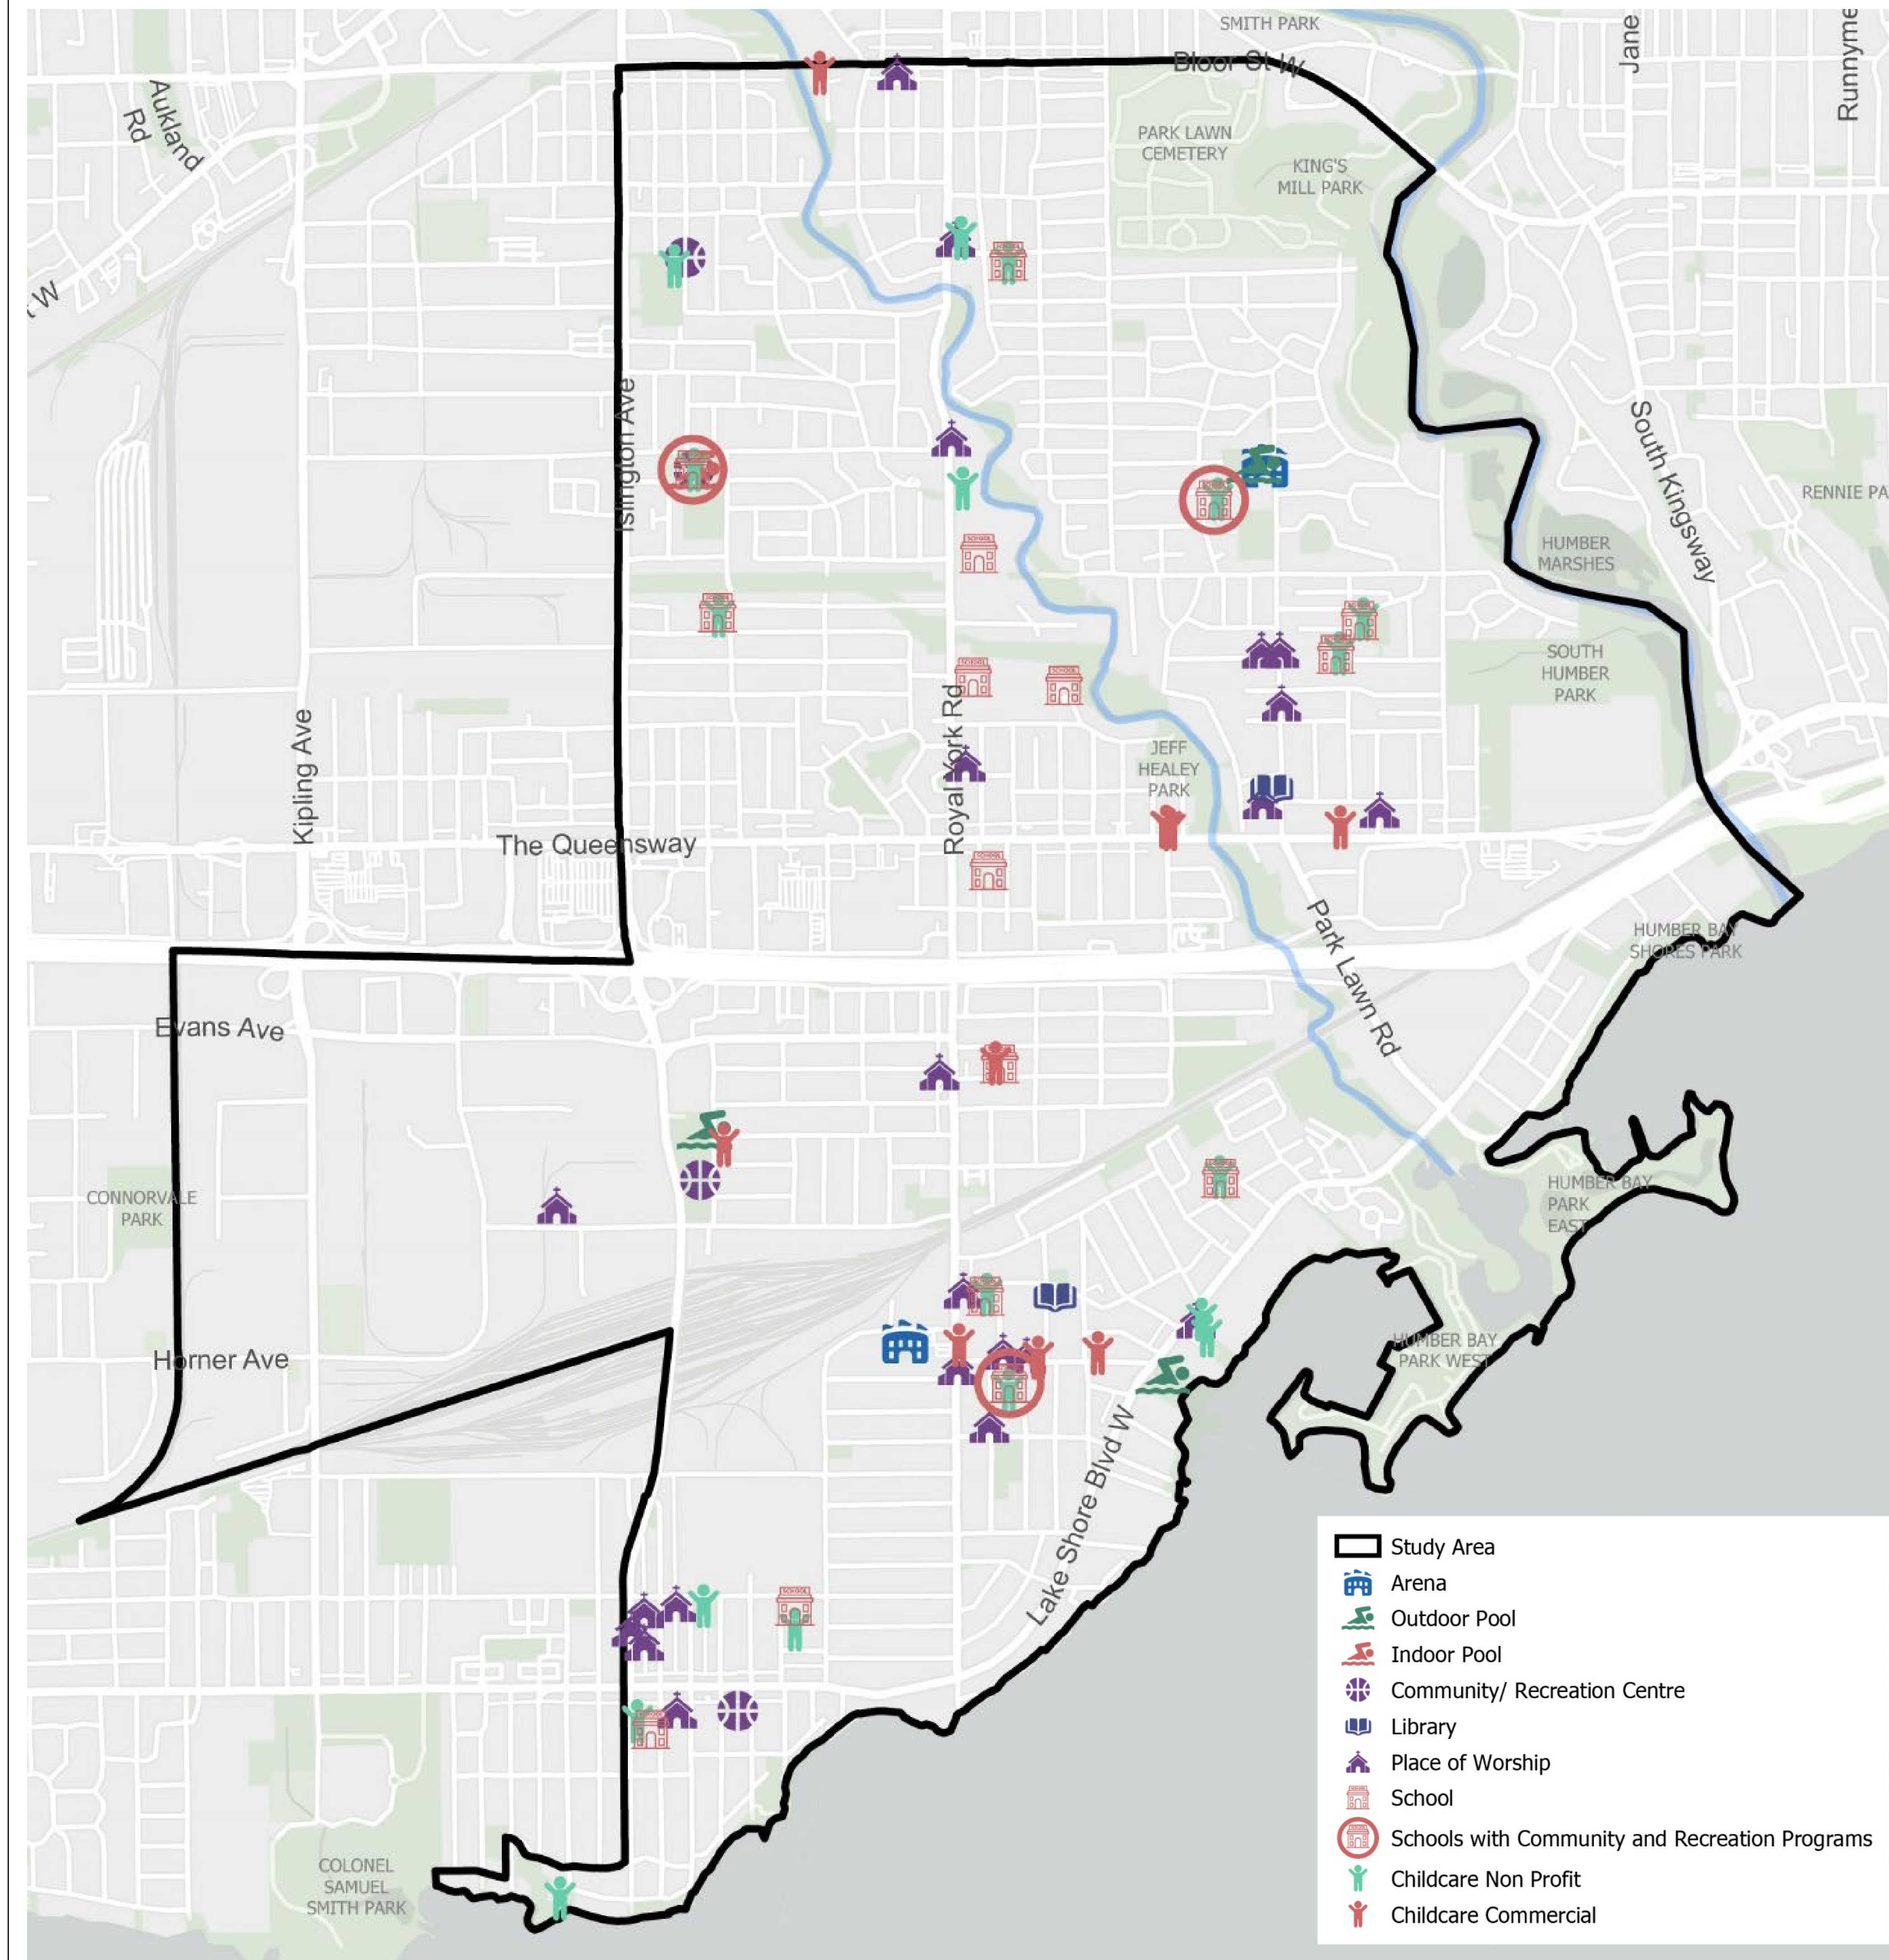 SMITH PARK
Jane
Runnyme
Bloor St W
Aukland
Rd
PARK LAWN
CEMETERY
KING'S
MILL PARK
t W
Islington Ave
South Kingsway
RENNIE PA
HUMBER
MARSHES
SOUTH
HUMBER
PARK
Kipling Ave
Royal York Rd
JEFF
HEALEY
PARK
The Queensway
Park Lawn Rd
HUMBER BAY
SHORES PARK
Evans Ave
CONNORVALE
PARK
HUMBER BAY
PARK
EAST
Horner Ave
HUMBER BAY
PARK WEST
Lake Shore Blvd W
COLONEL
SAMUEL
SMITH PARK
Study Area
Arena
Outdoor Pool
Indoor Pool
Community/ Recreation Centre
Library
Place of Worship
School
Schools with Community and Recreation Programs
Childcare Non Profit
Childcare Commercial